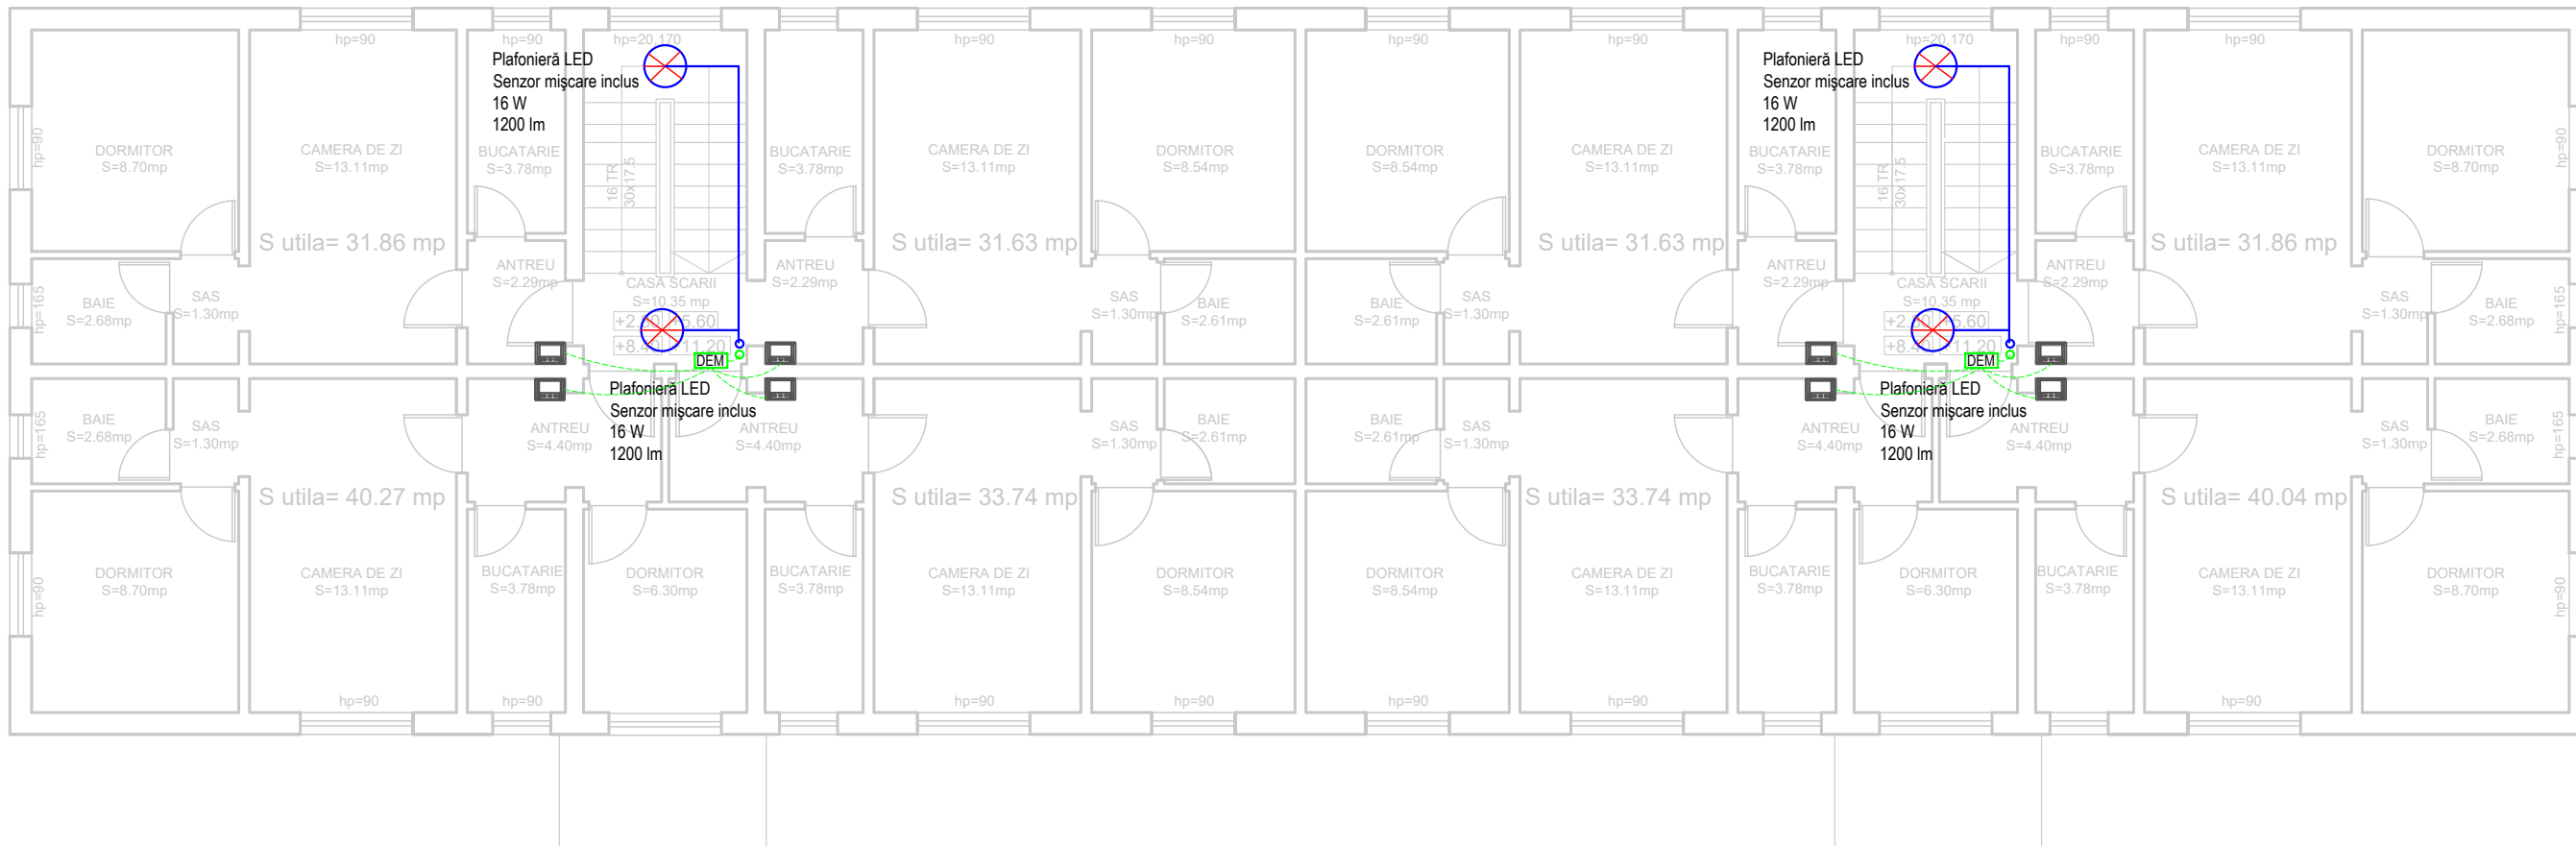 hp=90
hp=90
hp=20,170
hp=90
hp=90
hp=90
hp=90
hp=90
hp=90
hp=20,170
hp=90
hp=90
Plafonieră LED
Senzor mișcare inclus
16 W
1200 lm
Plafonieră LED
Senzor mișcare inclus
16 W
1200 lm
hp=90
DORMITOR
S=8.70mp
CAMERA DE ZI
S=13.11mp
BUCATARIE
S=3.78mp
16 TR
30x17.5
BUCATARIE
S=3.78mp
CAMERA DE ZI
S=13.11mp
DORMITOR
S=8.54mp
DORMITOR
S=8.54mp
CAMERA DE ZI
S=13.11mp
BUCATARIE
S=3.78mp
16 TR
30x17.5
BUCATARIE
S=3.78mp
CAMERA DE ZI
S=13.11mp
DORMITOR
S=8.70mp
hp=90
S utila= 31.86 mp
S utila= 31.63 mp
S utila= 31.63 mp
S utila= 31.86 mp
hp=165
BAIE
S=2.68mp
SAS
S=1.30mp
ANTREU
S=2.29mp
CASA SCARII
S=10.35 mp
ANTREU
S=2.29mp
SAS
S=1.30mp
BAIE
S=2.61mp
BAIE
S=2.61mp
SAS
S=1.30mp
ANTREU
S=2.29mp
CASA SCARII
S=10.35 mp
ANTREU
S=2.29mp
SAS
S=1.30mp
BAIE
S=2.68mp
hp=165
+5.60
+11.20
DEM
+5.60
+11.20
DEM
Plafonieră LED
Senzor mișcare inclus
16 W
1200 lm
Plafonieră LED
Senzor mișcare inclus
16 W
1200 lm
hp=165
BAIE
S=2.68mp
SAS
S=1.30mp
ANTREU
S=4.40mp
ANTREU
S=4.40mp
SAS
S=1.30mp
BAIE
S=2.61mp
BAIE
S=2.61mp
SAS
S=1.30mp
ANTREU
S=4.40mp
ANTREU
S=4.40mp
SAS
S=1.30mp
BAIE
S=2.68mp
hp=165
S utila= 40.27 mp
S utila= 33.74 mp
S utila= 33.74 mp
S utila= 40.04 mp
hp=90
DORMITOR
S=8.70mp
CAMERA DE ZI
S=13.11mp
BUCATARIE
S=3.78mp
DORMITOR
S=6.30mp
BUCATARIE
S=3.78mp
CAMERA DE ZI
S=13.11mp
DORMITOR
S=8.54mp
DORMITOR
S=8.54mp
CAMERA DE ZI
S=13.11mp
BUCATARIE
S=3.78mp
DORMITOR
S=6.30mp
BUCATARIE
S=3.78mp
CAMERA DE ZI
S=13.11mp
DORMITOR
S=8.70mp
hp=90
hp=90
hp=90
hp=90
hp=90
hp=90
hp=90
hp=90